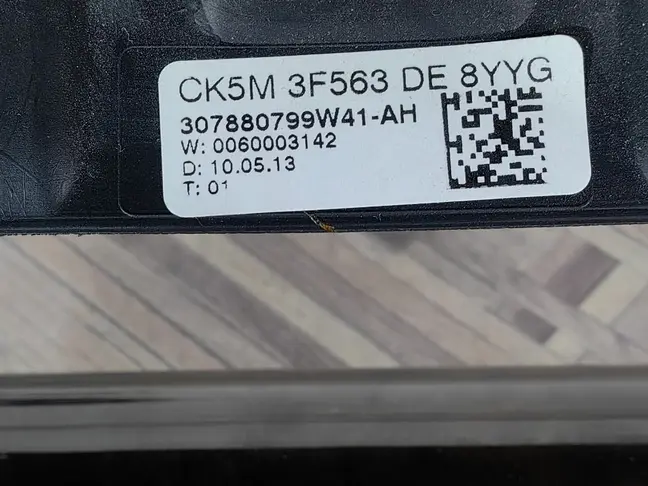 CK5M 3F563 DE 8YYG
307880799W41-AH
W: 0060003142
D: 10.05.13
T: 01